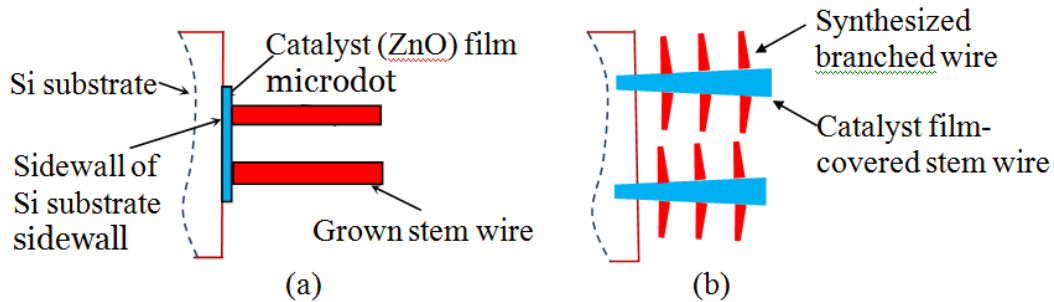 Si substrate
Catalyst (ZnO) film
microdot
Sidewall of
Si substrate
sidewall
Grown stem wire
(a)
Synthesized
branched wire
Catalyst film-
covered stem wire
(b)